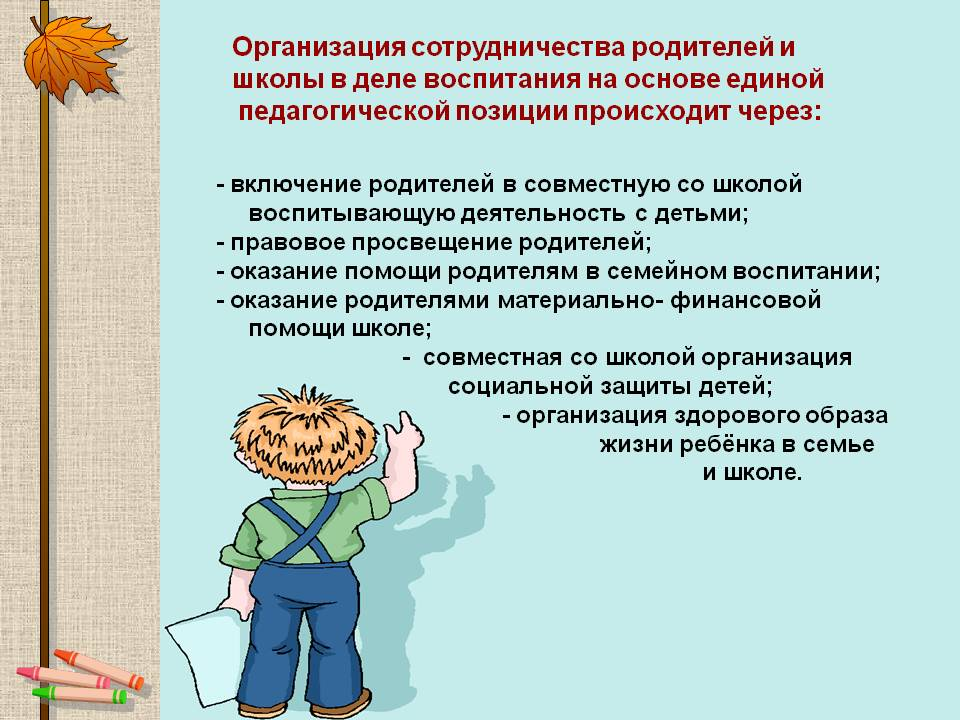 Организация сотрудничества родителей и
школы в деле воспитания на основе единой
педагогической позиции происходит через:
- включение родителей в совместную со школой
воспитывающую деятельность с детьми;
- правовое просвещение родителей;
- оказание помощи родителям в семейном воспитании;
- оказание родителями материально- финансовой
помощи школе;
- совместная со школой организация
социальной защиты детей;
- организация здорового образа
жизни ребёнка в семье
и школе.